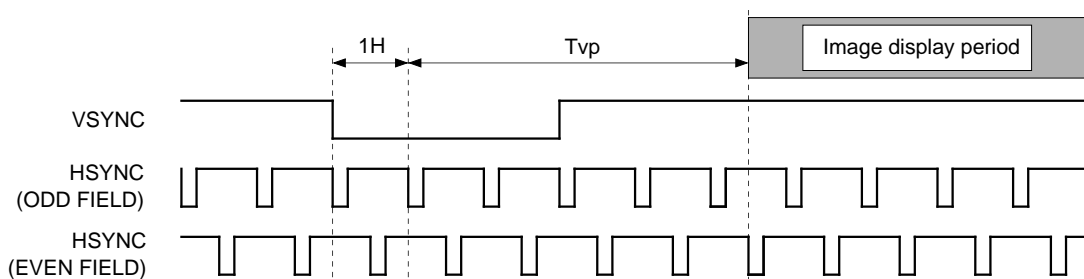 1H
Tvp
Image display period
VSYNC
HSYNC
(ODD FIELD)
HSYNC
(EVEN FIELD)